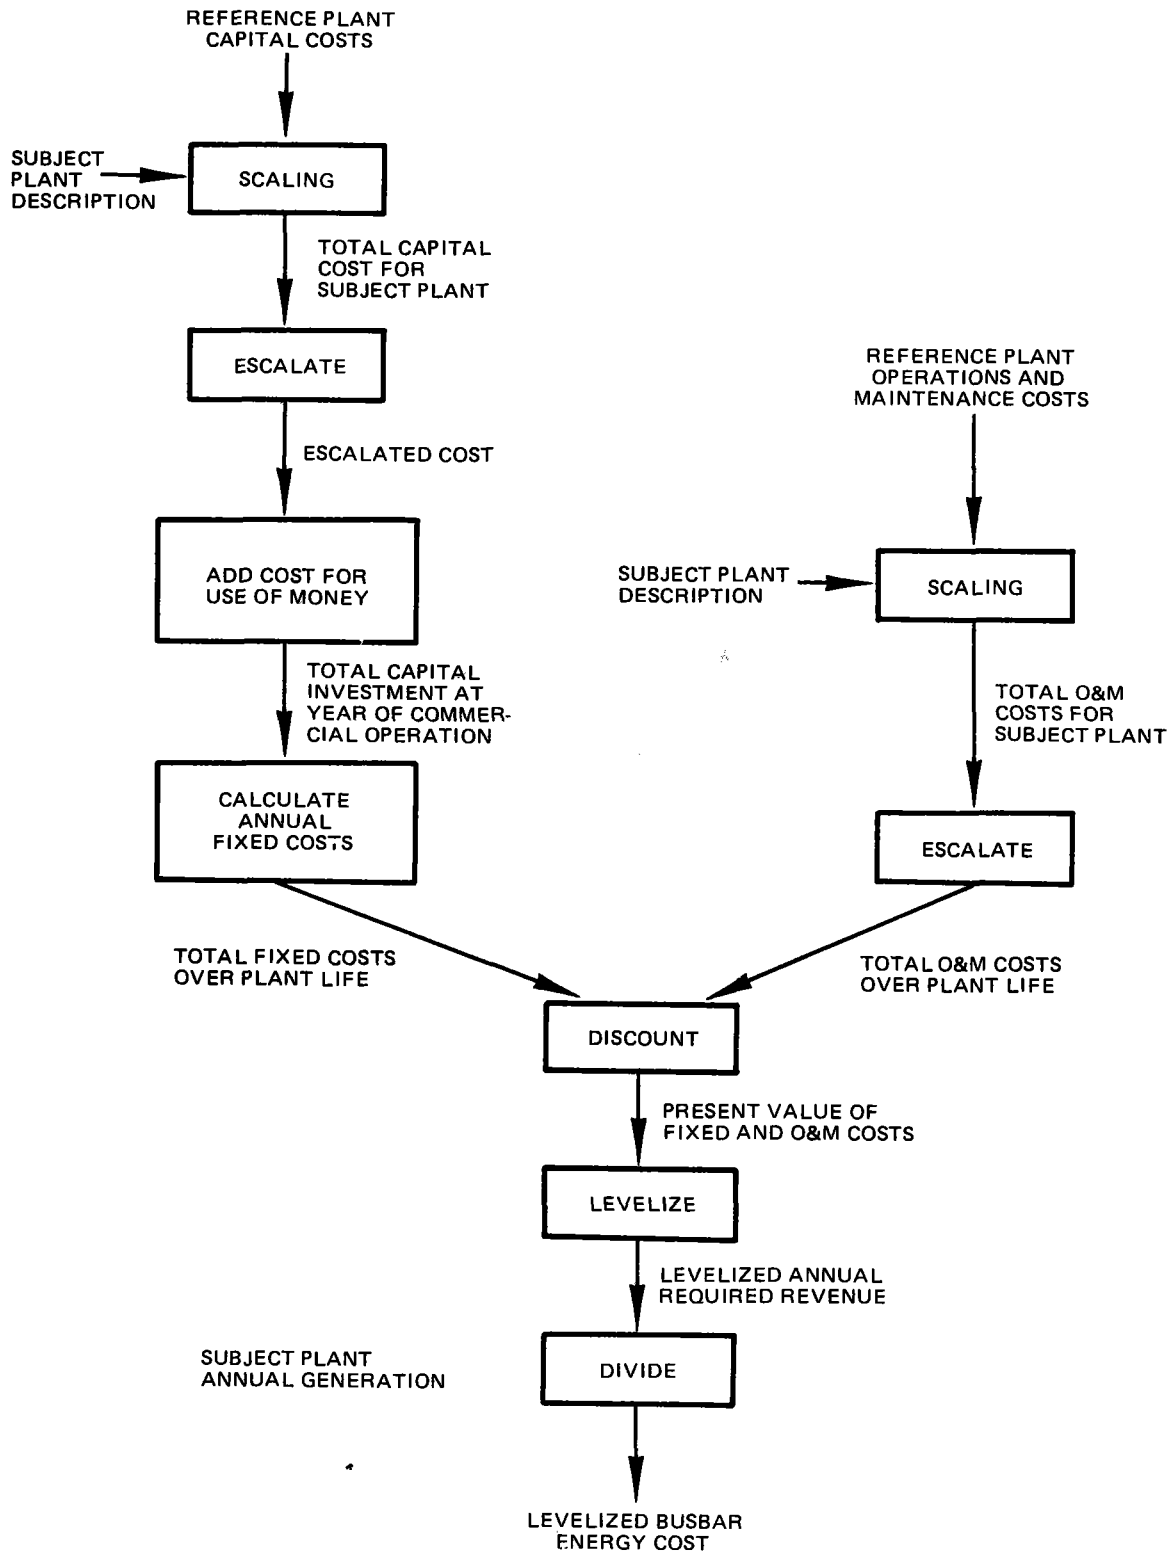 REFERENCE PLANT
CAPITAL COSTS
SUBJECT
PLANT
DESCRIPTION
SCALING
TOTAL CAPITAL
COST FOR
SUBJECT PLANT
ESCALATE
ESCALATED COST
ADD COST FOR
USE OF MONEY
TOTAL CAPITAL
INVESTMENT AT
YEAR OF COMMER-
CIAL OPERATION
CALCULATE
ANNUAL
FIXED COSTS
TOTAL FIXED COSTS
OVER PLANT LIFE
REFERENCE PLANT
OPERATIONS AND
MAINTENANCE COSTS
SUBJECT PLANT
DESCRIPTION
SCALING
TOTAL O&M
COSTS FOR
SUBJECT PLANT
ESCALATE
TOTAL O&M COSTS
OVER PLANT LIFE
DISCOUNT
PRESENT VALUE OF
FIXED AND O&M COSTS
LEVELIZE
LEVELIZED ANNUAL
REQUIRED REVENUE
SUBJECT PLANT
ANNUAL GENERATION
DIVIDE
LEVELIZED BUSBAR
ENERGY COST